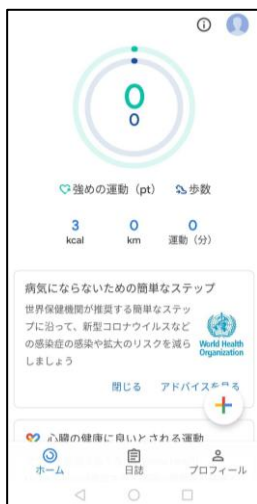 0
0
強めの運動（pt） 歩数
3 0 0
kcal km 運動（分）
病気にならないための簡単なステップ
世界保健機関が推奨する簡単なステッ
プに沿って、新型コロナウイルスなど
の感染症の感染や拡大のリスクを減ら
しましょう
World Health
Organization
閉じる アドバイスを見る
心臓の健康に良いとされる運動
ホーム 日誌 プロフィール